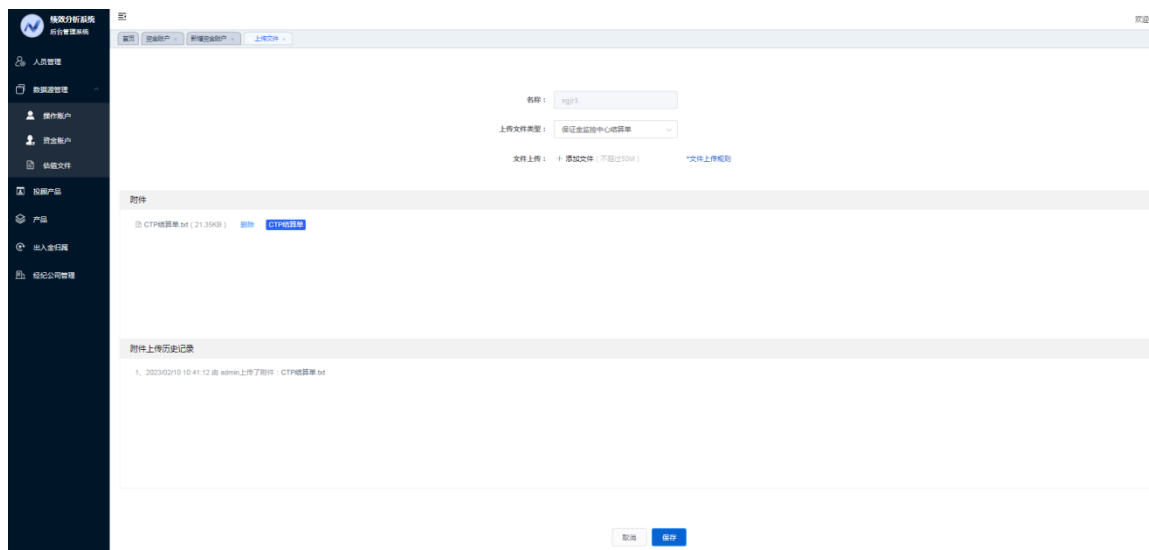 绩效分析系统
后台管理系统
欢迎
首页 资金账户 × 新增资金账户 × 上传文件 ×
人员管理
数据源管理
操作账户
资金账户
估值文件
投顾产品
产品
出入金归属
经纪公司管理
名称： xgjr1
上传文件类型： 保证金监控中心结算单
文件上传： + 添加文件 ( 不超过50M ) *文件上传规则
附件
CTP结算单.txt ( 21.35KB ) 删除 CTP结算单
附件上传历史记录
1、2023/02/10 10:41:12 由 admin上传了附件：CTP结算单.txt
取消 保存